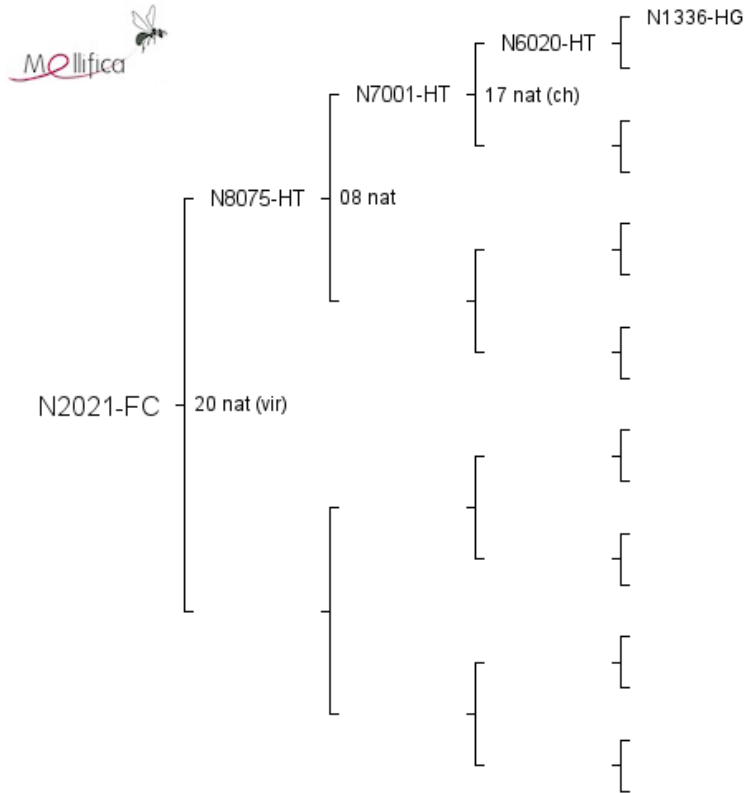 Mellifica
N1336-HG
N6020-HT
N7001-HT
17 nat (ch)
N8075-HT
08 nat
N2021-FC
20 nat (vir)